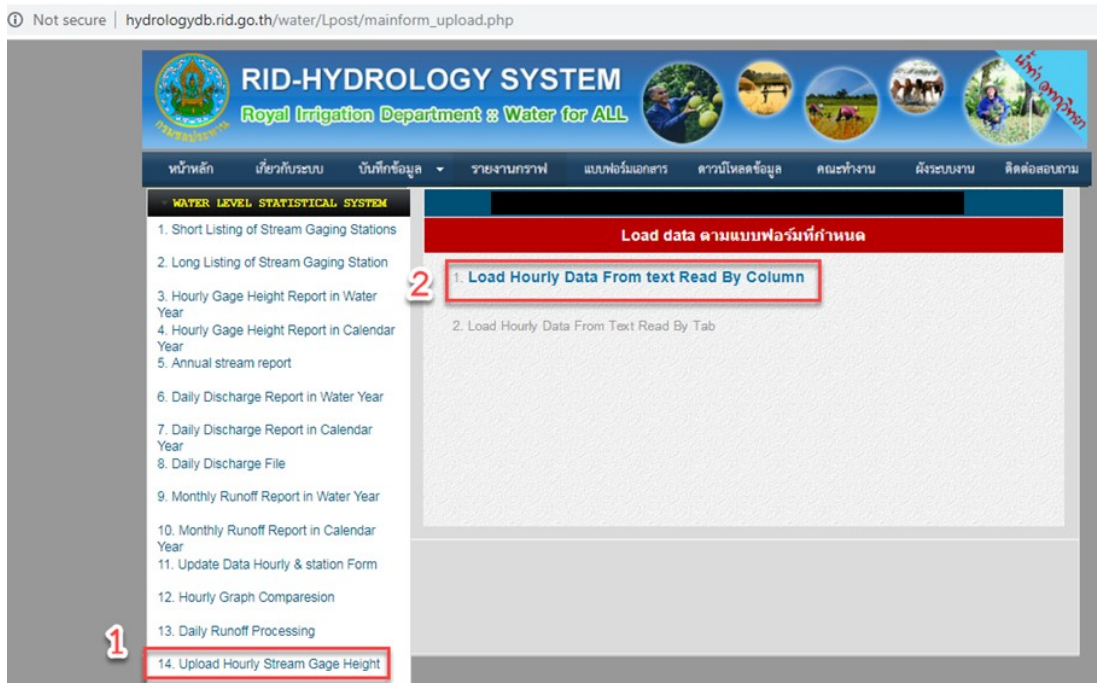 Not secure | hydrologydb.rid.go.th/water/Lpost/mainform_upload.php
RID-HYDROLOGY SYSTEM
Royal Irrigation Department :: Water for ALL
กรมชลประทาน
หน้าหลัก เกี่ยวกับระบบ บันทึกข้อมูล รายงานกราฟ แบบฟอร์มเอกสาร ดาวน์โหลดข้อมูล คณะทำงาน ผังระบบงาน ติดต่อสอบถาม
WATER LEVEL STATISTICAL SYSTEM
1. Short Listing of Stream Gaging Stations
2. Long Listing of Stream Gaging Station
3. Hourly Gage Height Report in Water
Year
4. Hourly Gage Height Report in Calendar
Year
5. Annual stream report
6. Daily Discharge Report in Water Year
7. Daily Discharge Report in Calendar
Year
8. Daily Discharge File
9. Monthly Runoff Report in Water Year
10. Monthly Runoff Report in Calendar
Year
11. Update Data Hourly & station Form
12. Hourly Graph Comparesion
13. Daily Runoff Processing
1
14. Upload Hourly Stream Gage Height
Load data ตามแบบฟอร์มที่กำหนด
2
1. Load Hourly Data From text Read By Column
2. Load Hourly Data From Text Read By Tab